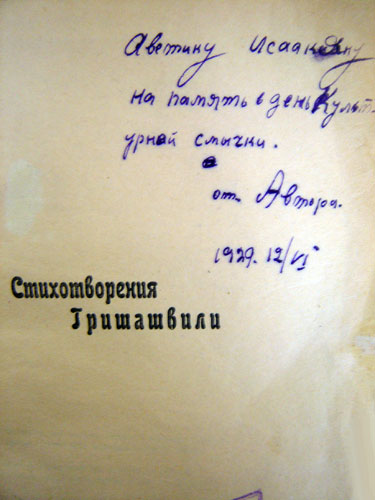 Аветику Исаакяну
на память в день Культ-
урной смычки.
от Автора.
1929. 12/VI
Стихотворения
Гришашвили